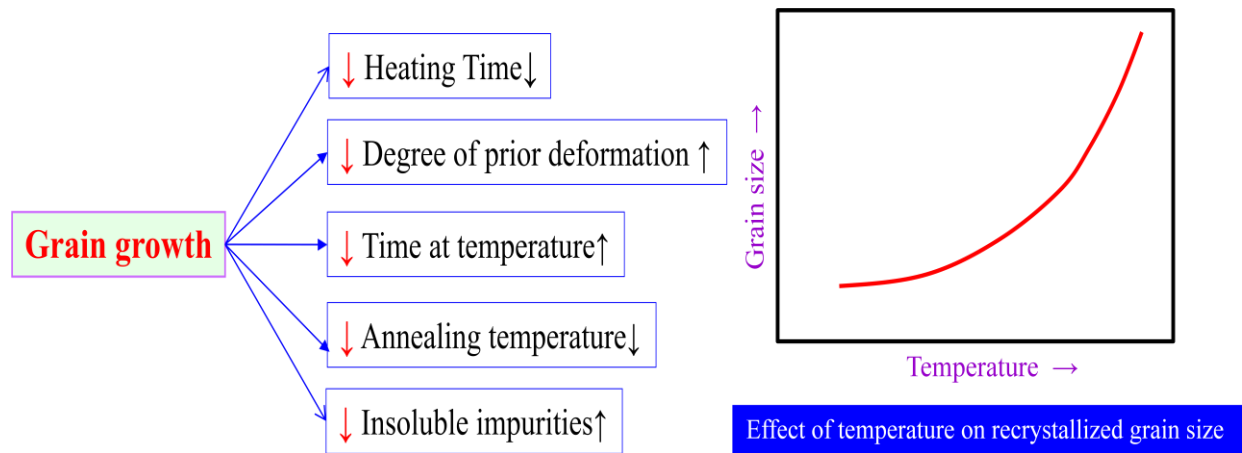 Grain growth
↓ Heating Time↓
↓ Degree of prior deformation ↑
↓ Time at temperature↑
↓ Annealing temperature↓
↓ Insoluble impurities↑
Grain size →
Temperature →
Effect of temperature on recrystallized grain size